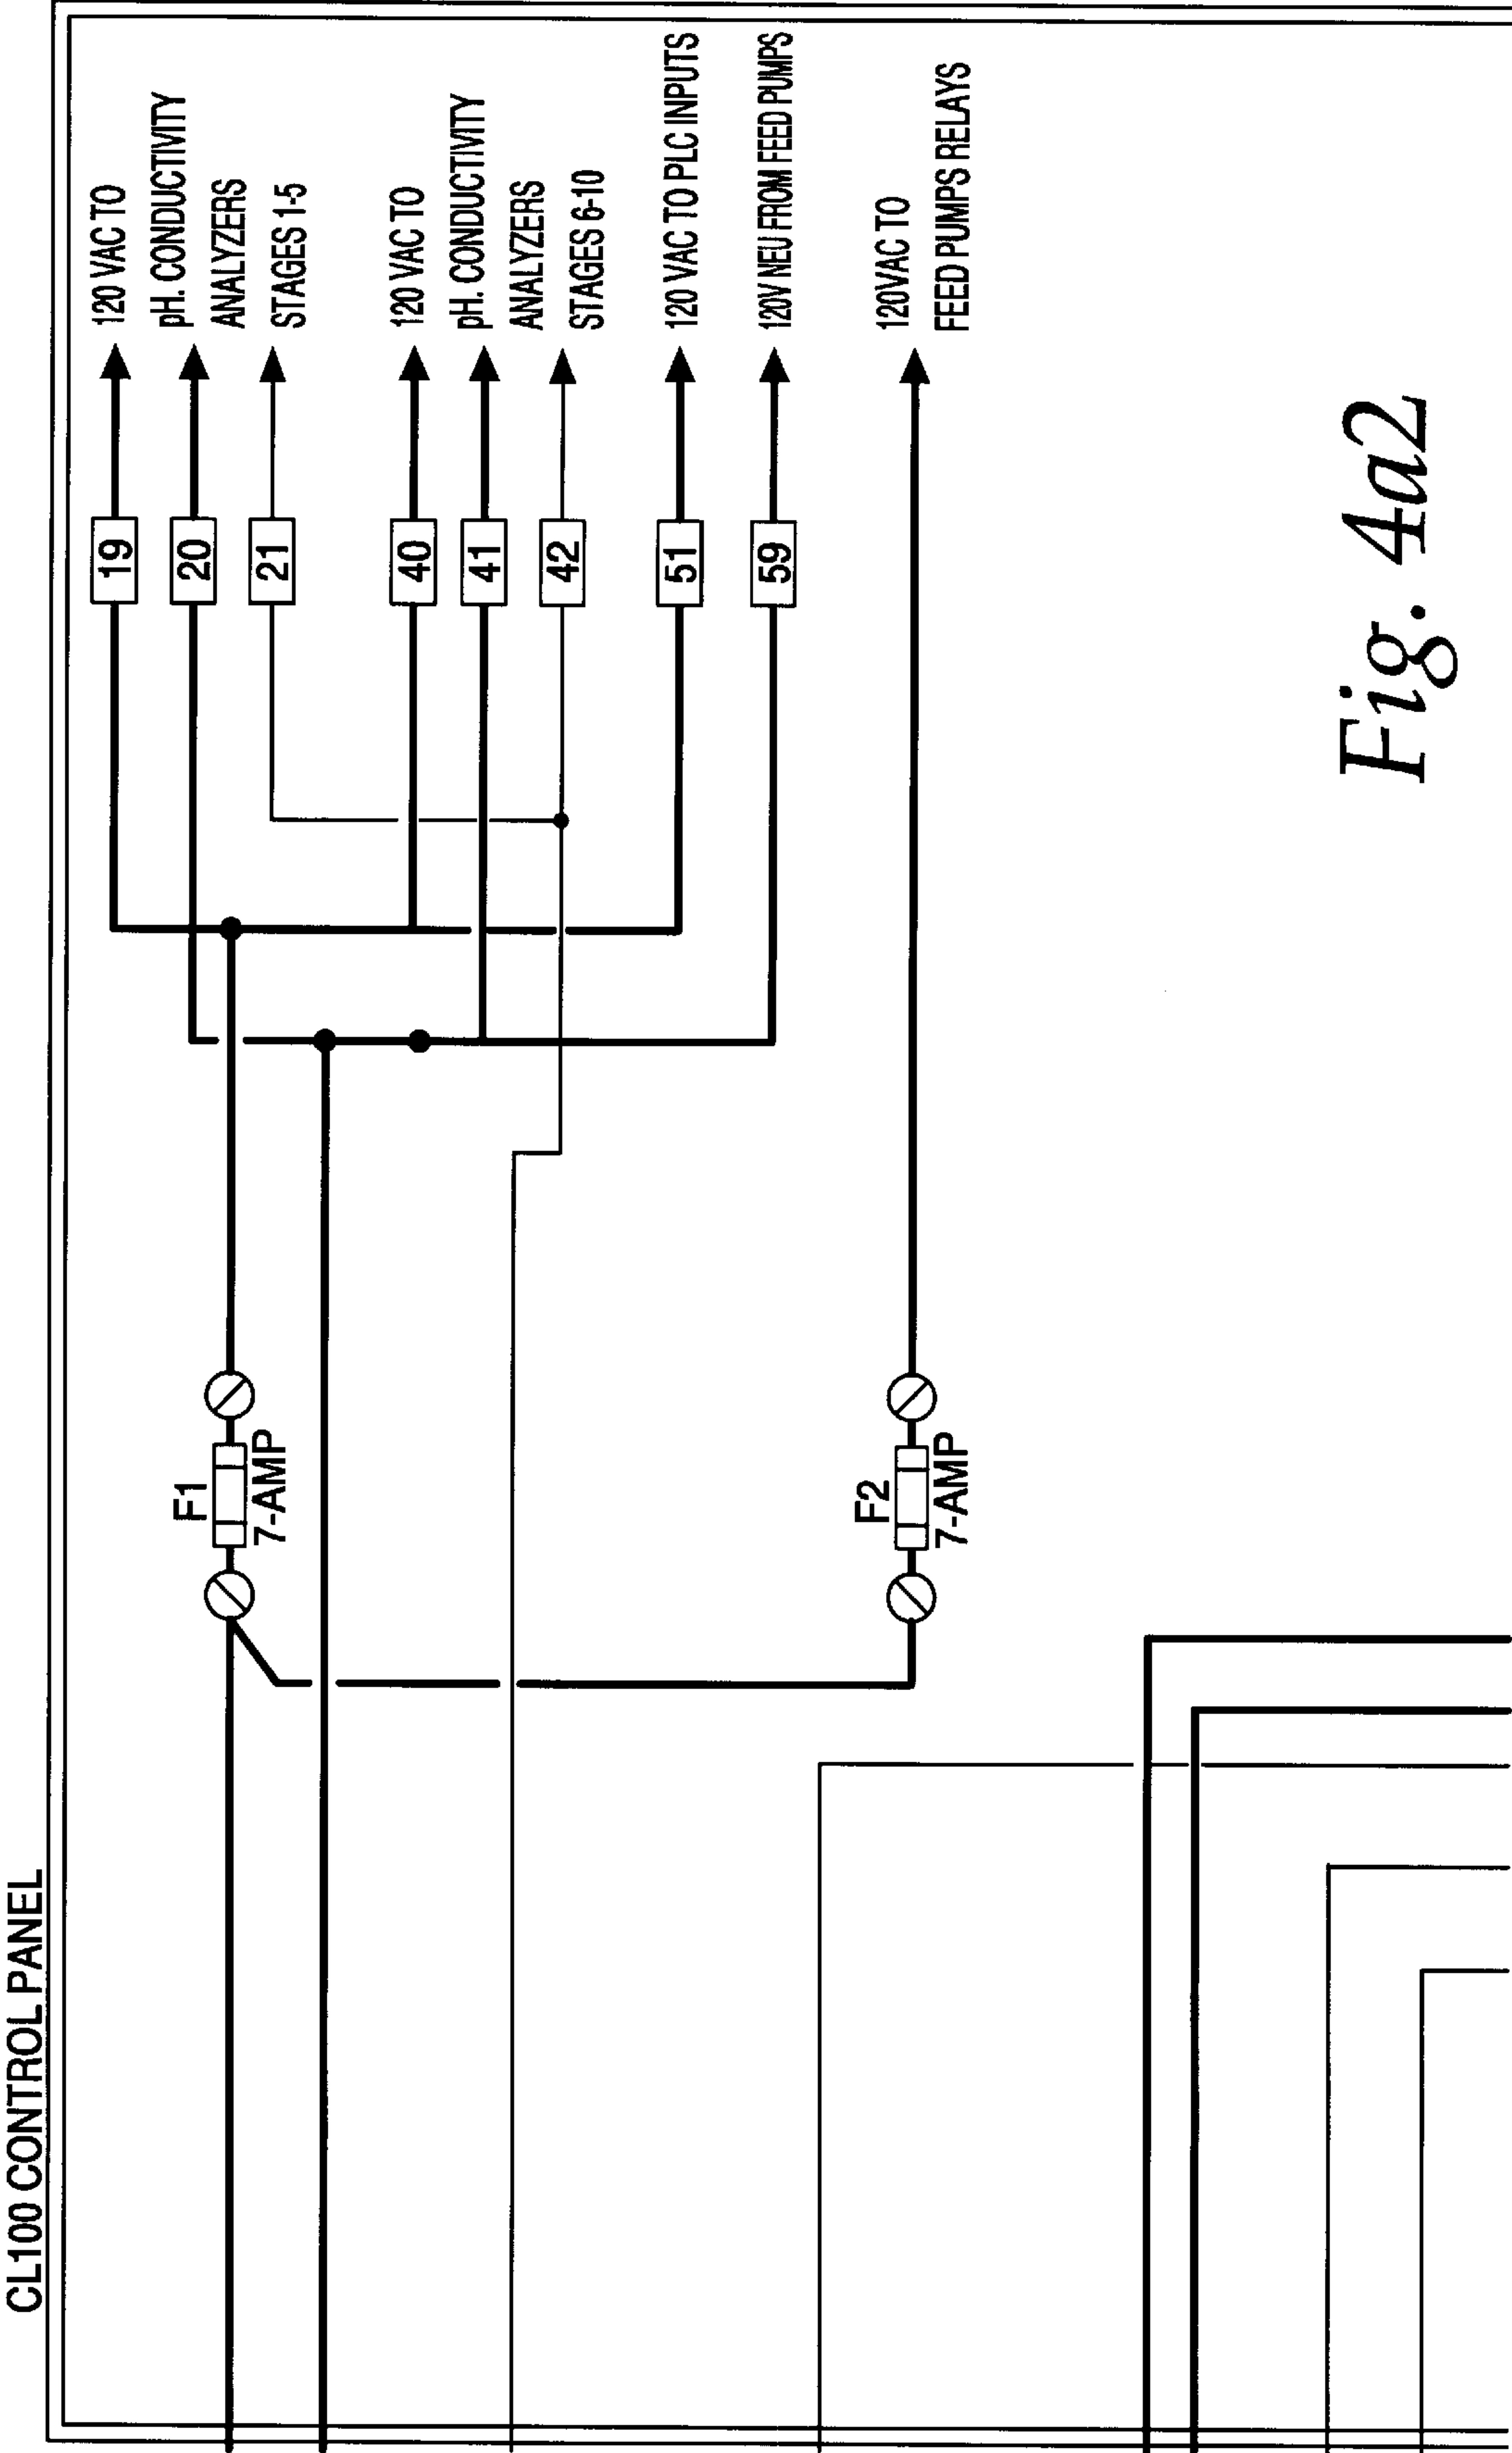 CL100 CONTROL PANEL
F1
7-AMP
19
120 VAC TO
20
pH. CONDUCTIVITY
ANALYZERS
21
STAGES 1-5
40
120 VAC TO
41
pH. CONDUCTIVITY
ANALYZERS
42
STAGES 6-10
51
120 VAC TO PLC INPUTS
59
120V NEU FROM FEED PUMPS
F2
7-AMP
120VAC TO
FEED PUMPS RELAYS
Fig. 4a2